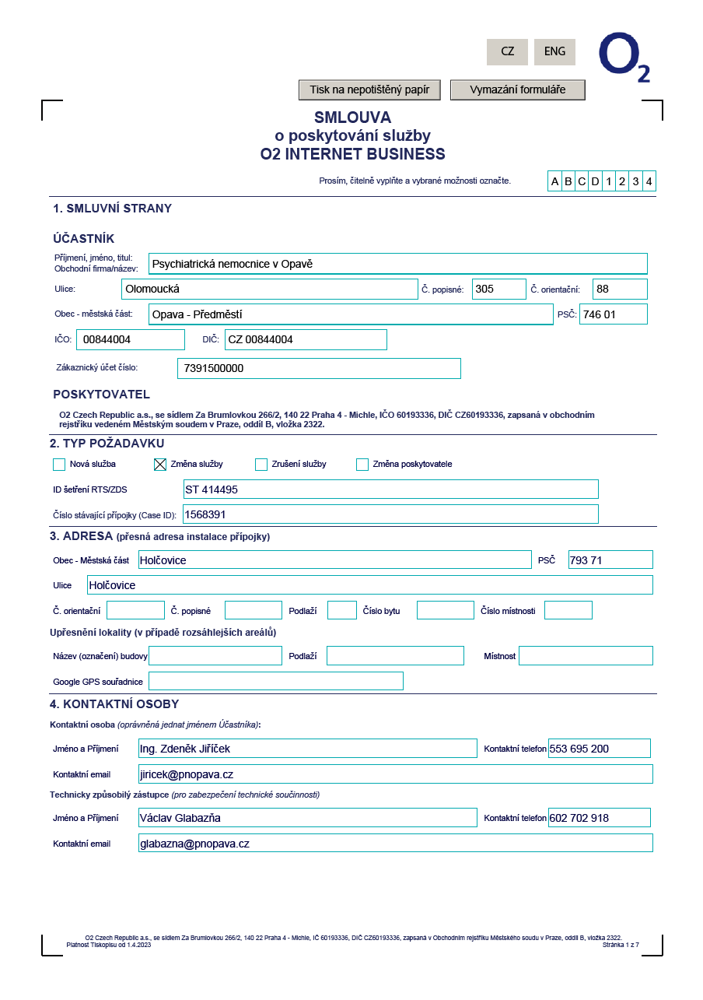 CZ ENG
O2
Tisk na nepotištěný papír Vymazání formuláře
SMLOUVA
o poskytování služby
O2 INTERNET BUSINESS
Prosím, čitelně vyplňte a vybrané možnosti označte. A B C D 1 2 3 4
1. SMLUVNÍ STRANY
ÚČASTNÍK
Příjmení, jméno, titul:
Obchodní firma/název: Psychiatrická nemocnice v Opavě
Ulice: Olomoucká Č. popisné: 305 Č. orientační: 88
Obec - městská část: Opava - Předměstí PSČ: 746 01
IČO: 00844004 DIČ: CZ 00844004
Zákaznický účet číslo: 7391500000
POSKYTOVATEL
O2 Czech Republic a.s., se sídlem Za Brumlovkou 266/2, 140 22 Praha 4 - Michle, IČO 60193336, DIČ CZ60193336, zapsaná v obchodním
rejstříku vedeném Městským soudem v Praze, oddíl B, vložka 2322.
2. TYP POŽADAVKU
Nová služba Změna služby Zrušení služby Změna poskytovatele
ID šetření RTS/ZDS ST 414495
Číslo stávající přípojky (Case ID): 1568391
3. ADRESA (přesná adresa instalace přípojky)
Obec - Městská část Holčovice PSČ 793 71
Ulice Holčovice
Č. orientační Č. popisné Podlaží Číslo bytu Číslo místnosti
Upřesnění lokality (v případě rozsáhlejších areálů)
Název (označení) budovy Podlaží Místnost
Google GPS souřadnice
4. KONTAKTNÍ OSOBY
Kontaktní osoba (oprávněná jednat jménem Účastníka):
Jméno a Příjmení Ing. Zdeněk Jiříček Kontaktní telefon 553 695 200
Kontaktní email jiricek@pnopava.cz
Technicky způsobilý zástupce (pro zabezpečení technické součinnosti)
Jméno a Příjmení Václav Glabazňa Kontaktní telefon 602 702 918
Kontaktní email glabazna@pnopava.cz
O2 Czech Republic a.s., se sídlem Za Brumlovkou 266/2, 140 22 Praha 4 - Michle, IČ 60193336, DIČ CZ60193336, zapsaná v Obchodním rejstříku Městského soudu v Praze, oddíl B, vložka 2322.
Platnost Tiskopisu od 1.4.2023 Stránka 1 z 7